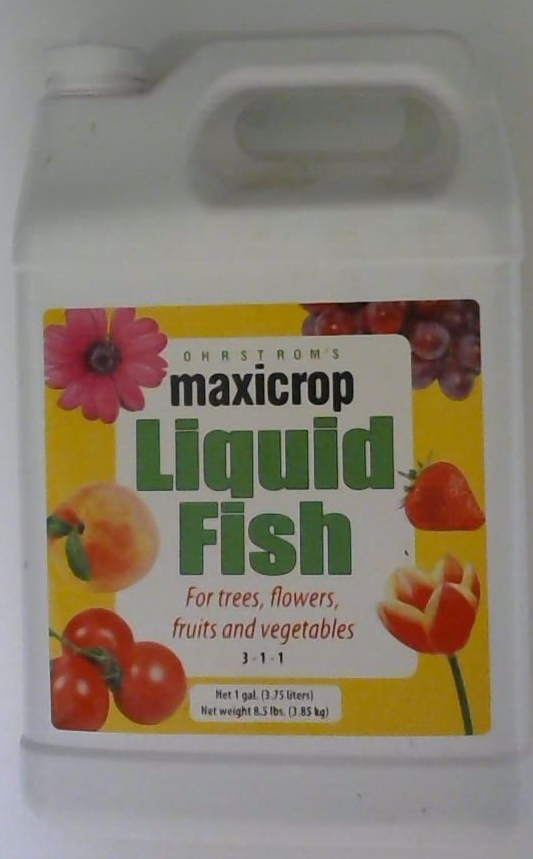 OHRSTROM'S
maxicrop
Liquid
Fish
For trees, flowers,
fruits and vegetables
3-1-1
Net 1 gal. (3.75 liters)
Net weight 8.5 lbs. (3.85 kg)